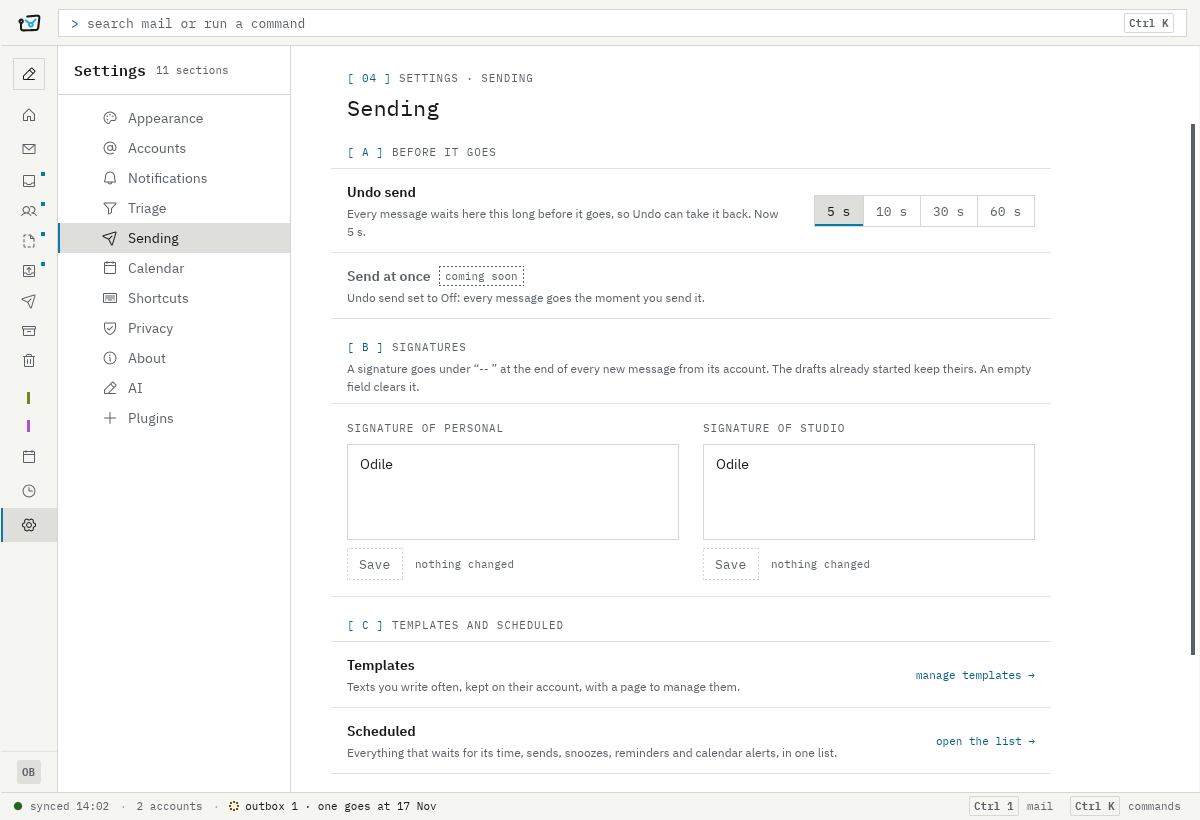 > search mail or run a command
Ctrl K
Settings 11 sections
Appearance
Accounts
Notifications
Triage
Sending
Calendar
Shortcuts
Privacy
About
AI
Plugins
OB
[ 04 ] SETTINGS · SENDING
Sending
[ A ] BEFORE IT GOES
Undo send
Every message waits here this long before it goes, so Undo can take it back. Now
5 s.
5 s 10 s 30 s 60 s
Send at once coming soon
Undo send set to Off: every message goes the moment you send it.
[ B ] SIGNATURES
A signature goes under “-- ” at the end of every new message from its account. The drafts already started keep theirs. An empty
field clears it.
SIGNATURE OF PERSONAL
Odile
Save nothing changed
SIGNATURE OF STUDIO
Odile
Save nothing changed
[ C ] TEMPLATES AND SCHEDULED
Templates
Texts you write often, kept on their account, with a page to manage them.
manage templates →
Scheduled
Everything that waits for its time, sends, snoozes, reminders and calendar alerts, in one list.
open the list →
synced 14:02 · 2 accounts · outbox 1 · one goes at 17 Nov
Ctrl 1 mail Ctrl K commands